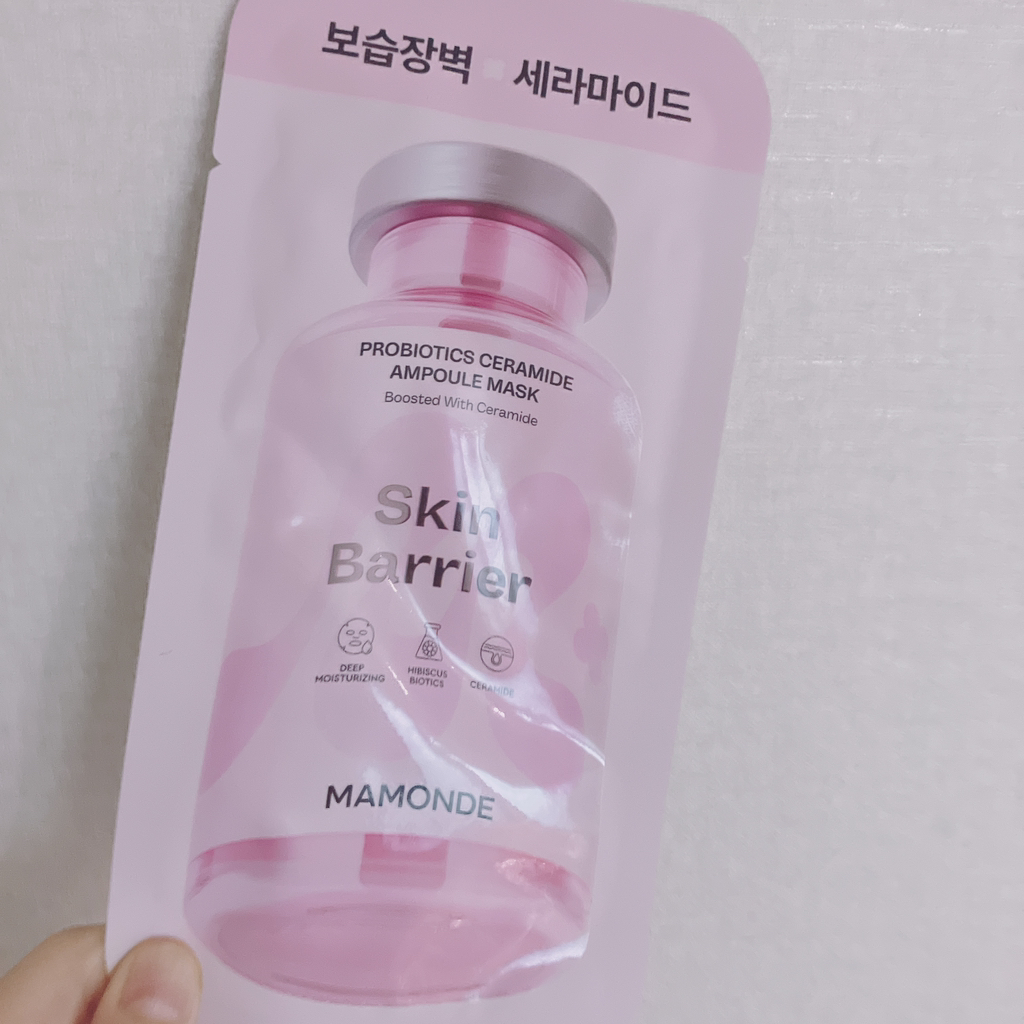 보습장벽 세라마이드
PROBIOTICS CERAMIDE
AMPOULE MASK
Boosted With Ceramide
Skin
Barrier
DEEP
MOISTURIZING
HIBISCUS
BIOTICS
CERAMIDE
MAMONDE